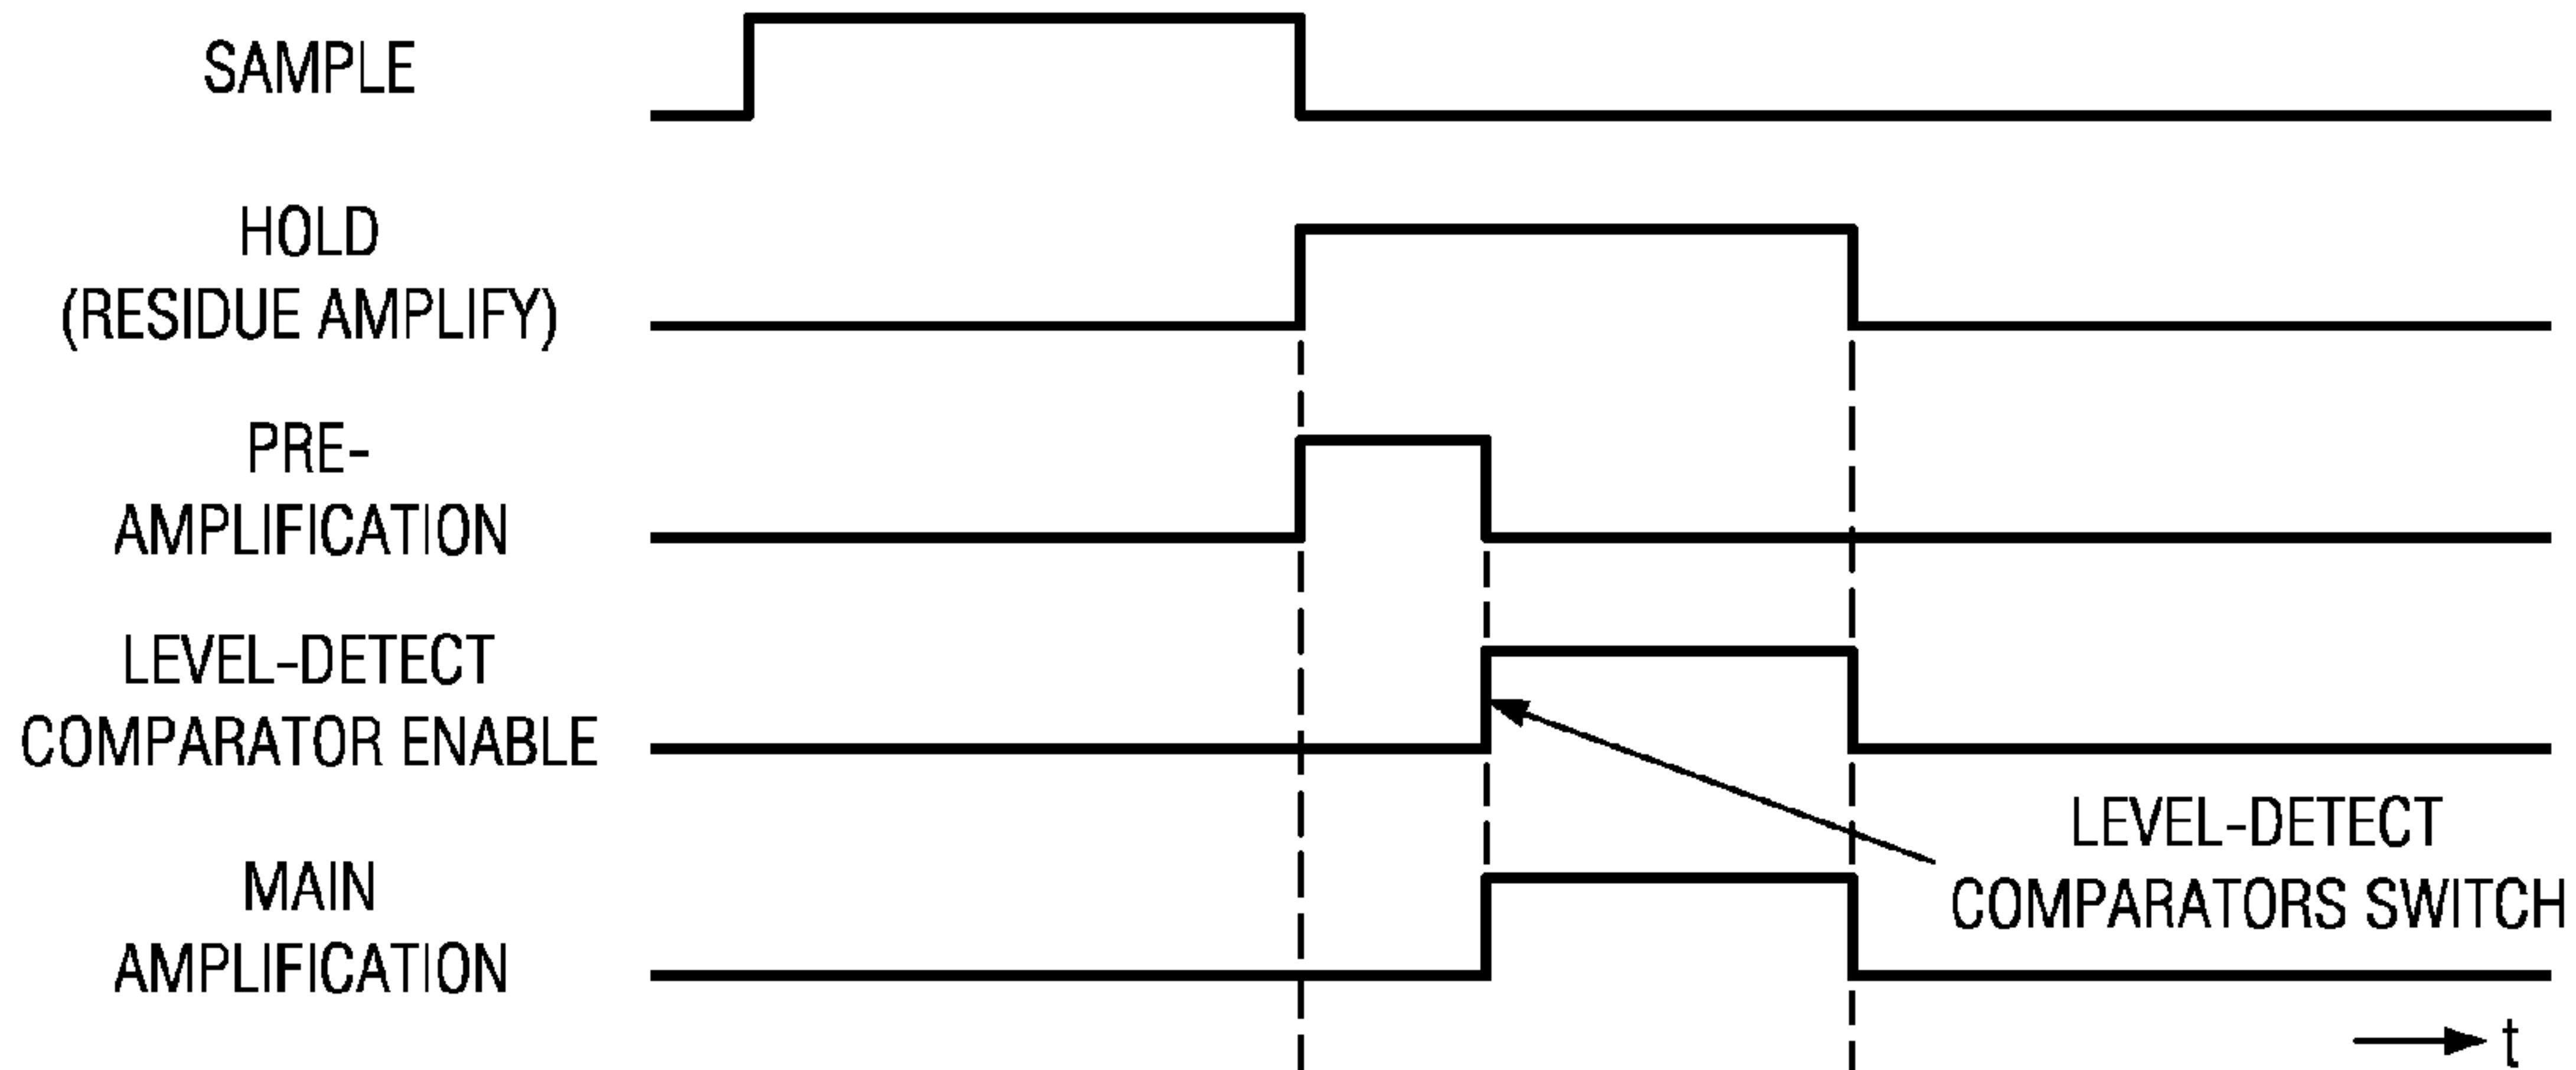 SAMPLE
HOLD
(RESIDUE AMPLIFY)
PRE-
AMPLIFICATION
LEVEL-DETECT
COMPARATOR ENABLE
LEVEL-DETECT
COMPARATORS SWITCH
MAIN
AMPLIFICATION
t